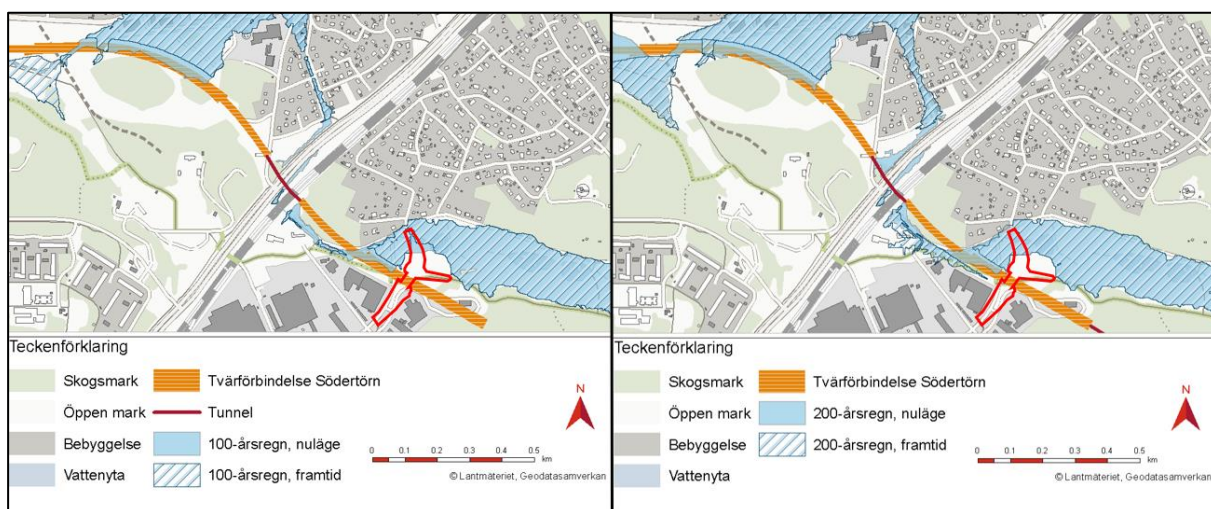 Teckenförklaring
Skogsmark
Tvärförbindelse Södertörn
Öppen mark
Tunnel
Bebyggelse
100-årsregn, nuläge
Vattenyta
100-årsregn, framtid
N
0 0.1 0.2 0.3 0.4 0.5
km
© Lantmäteriet, Geodatasamverkan
Teckenförklaring
Skogsmark
Tvärförbindelse Södertörn
Öppen mark
200-årsregn, nuläge
Bebyggelse
200-årsregn, framtid
Vattenyta
N
0 0.1 0.2 0.3 0.4 0.5
km
© Lantmäteriet, Geodatasamverkan